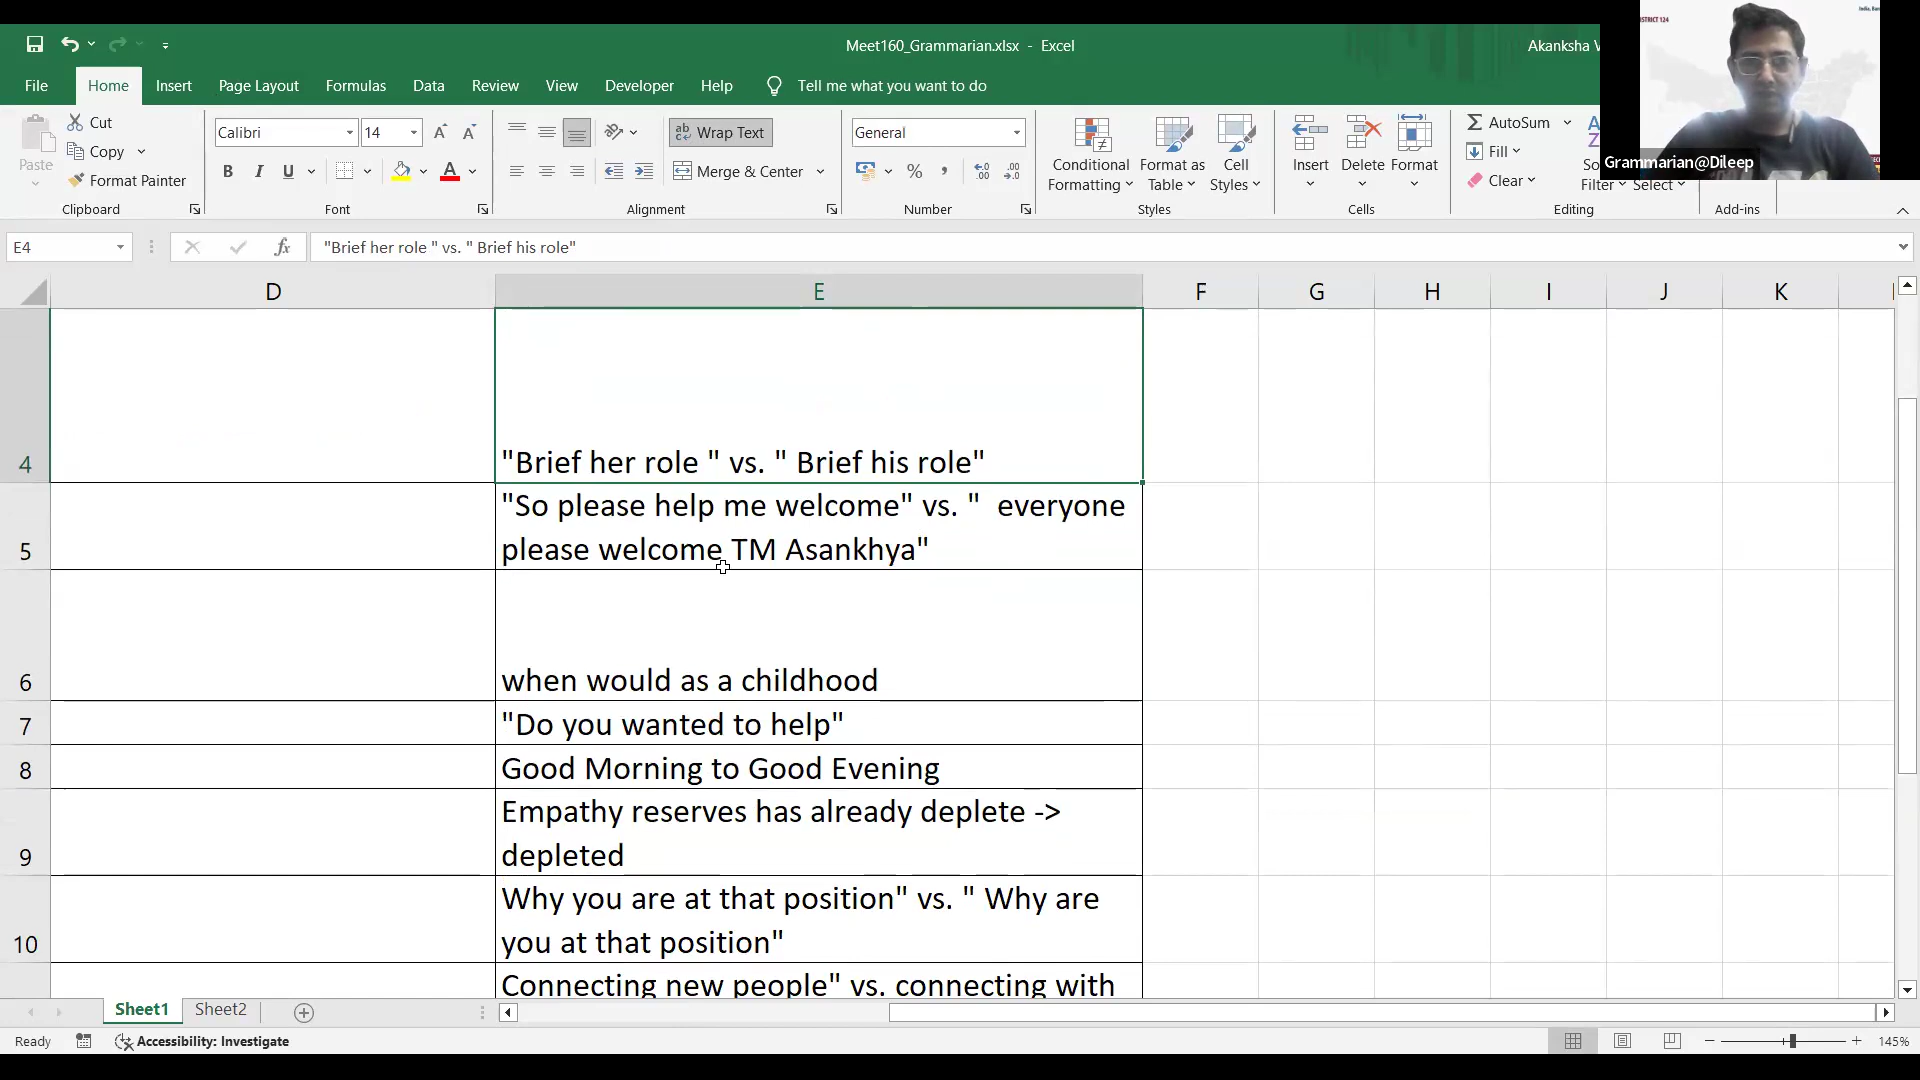 Meet160_Grammarian.xlsx - Excel
Akanksha V
DISTRICT 124
File Home Insert Page Layout Formulas Data Review View Developer Help Tell me what you want to do
Paste
Cut
Copy
Format Painter
Clipboard
Calibri 14
B I U
Font
Wrap Text
Merge & Center
Alignment
General
Number
Conditional Formatting
Format as Table
Cell Styles
Styles
Insert Delete Format
Cells
AutoSum
Fill
Clear
Filter Select
Editing
Add-ins
Grammarian@Dileep
E4 fx "Brief her role " vs. " Brief his role"
D E F G H I J K
4 "Brief her role " vs. " Brief his role"
"So please help me welcome" vs. "  everyone
5 please welcome TM Asankhya"
6 when would as a childhood
7 "Do you wanted to help"
8 Good Morning to Good Evening
Empathy reserves has already deplete ->
9 depleted
Why you are at that position" vs. " Why are
10 you at that position"
Connecting new people" vs. connecting with
Sheet1 Sheet2
Ready Accessibility: Investigate 145%